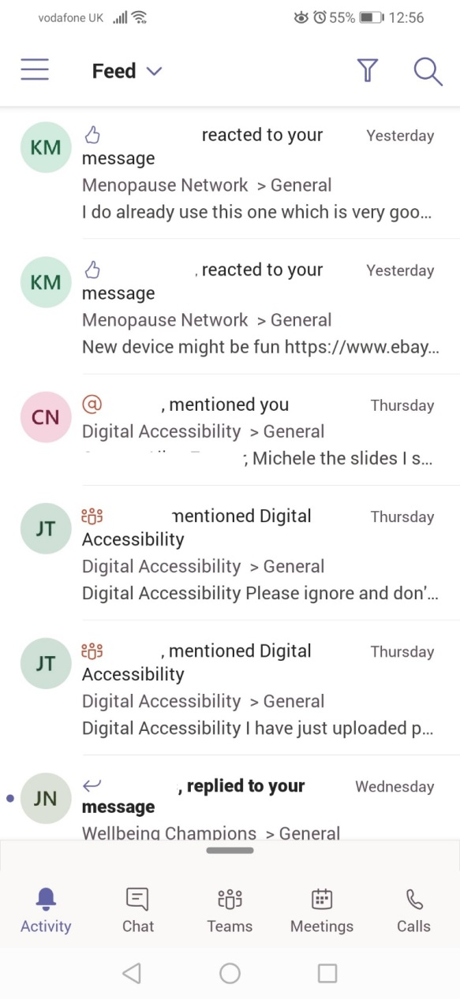 vodafone UK 55% 12:56
Feed
KM reacted to your Yesterday
message
Menopause Network > General
I do already use this one which is very goo...
KM , reacted to your Yesterday
message
Menopause Network > General
New device might be fun https://www.ebay...
CN @ , mentioned you Thursday
Digital Accessibility > General
, Michele the slides I s...
JT mentioned Digital Thursday
Accessibility
Digital Accessibility > General
Digital Accessibility Please ignore and don'...
JT , mentioned Digital Thursday
Accessibility
Digital Accessibility > General
Digital Accessibility I have just uploaded p...
JN , replied to your Wednesday
message
Wellbeing Champions > General
Activity Chat Teams Meetings Calls